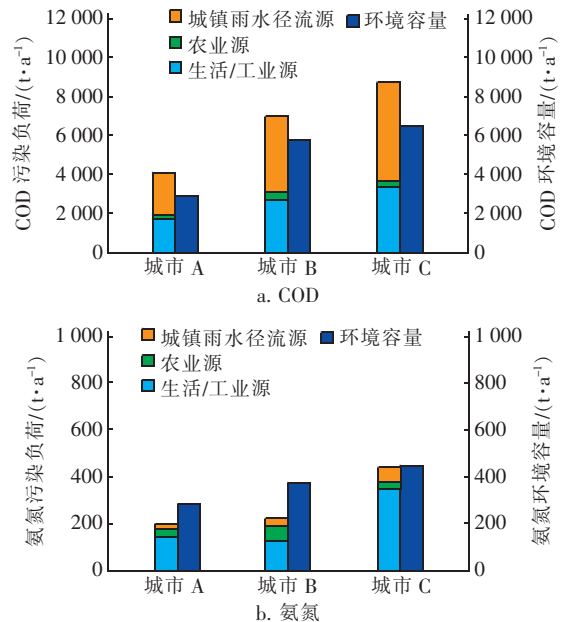 12 000
10 000
8 000
6 000
4 000
2 000
0
COD 污染负荷/(t·a⁻¹)
城镇雨水径流源
环境容量
农业源
生活/工业源
12 000
10 000
8 000
6 000
4 000
2 000
0
COD 环境容量/(t·a⁻¹)
城市 A
城市 B
城市 C
a. COD
1 000
800
600
400
200
0
氨氮污染负荷/(t·a⁻¹)
城镇雨水径流源
环境容量
农业源
生活/工业源
1 000
800
600
400
200
0
氨氮环境容量/(t·a⁻¹)
城市 A
城市 B
城市 C
b. 氨氮